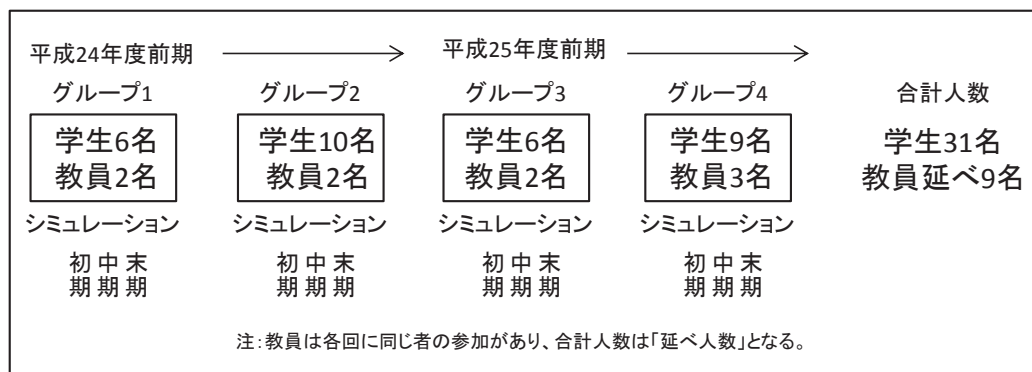 平成24年度前期 平成25年度前期
グループ1 グループ2 グループ3 グループ4 合計人数
学生6名 学生10名 学生6名 学生9名 学生31名
教員2名 教員2名 教員2名 教員3名 教員延べ9名
シミュレーション シミュレーション シミュレーション シミュレーション
初期 中期 末期 初期 中期 末期 初期 中期 末期 初期 中期 末期
注:教員は各回に同じ者の参加があり、合計人数は「延べ人数」となる。